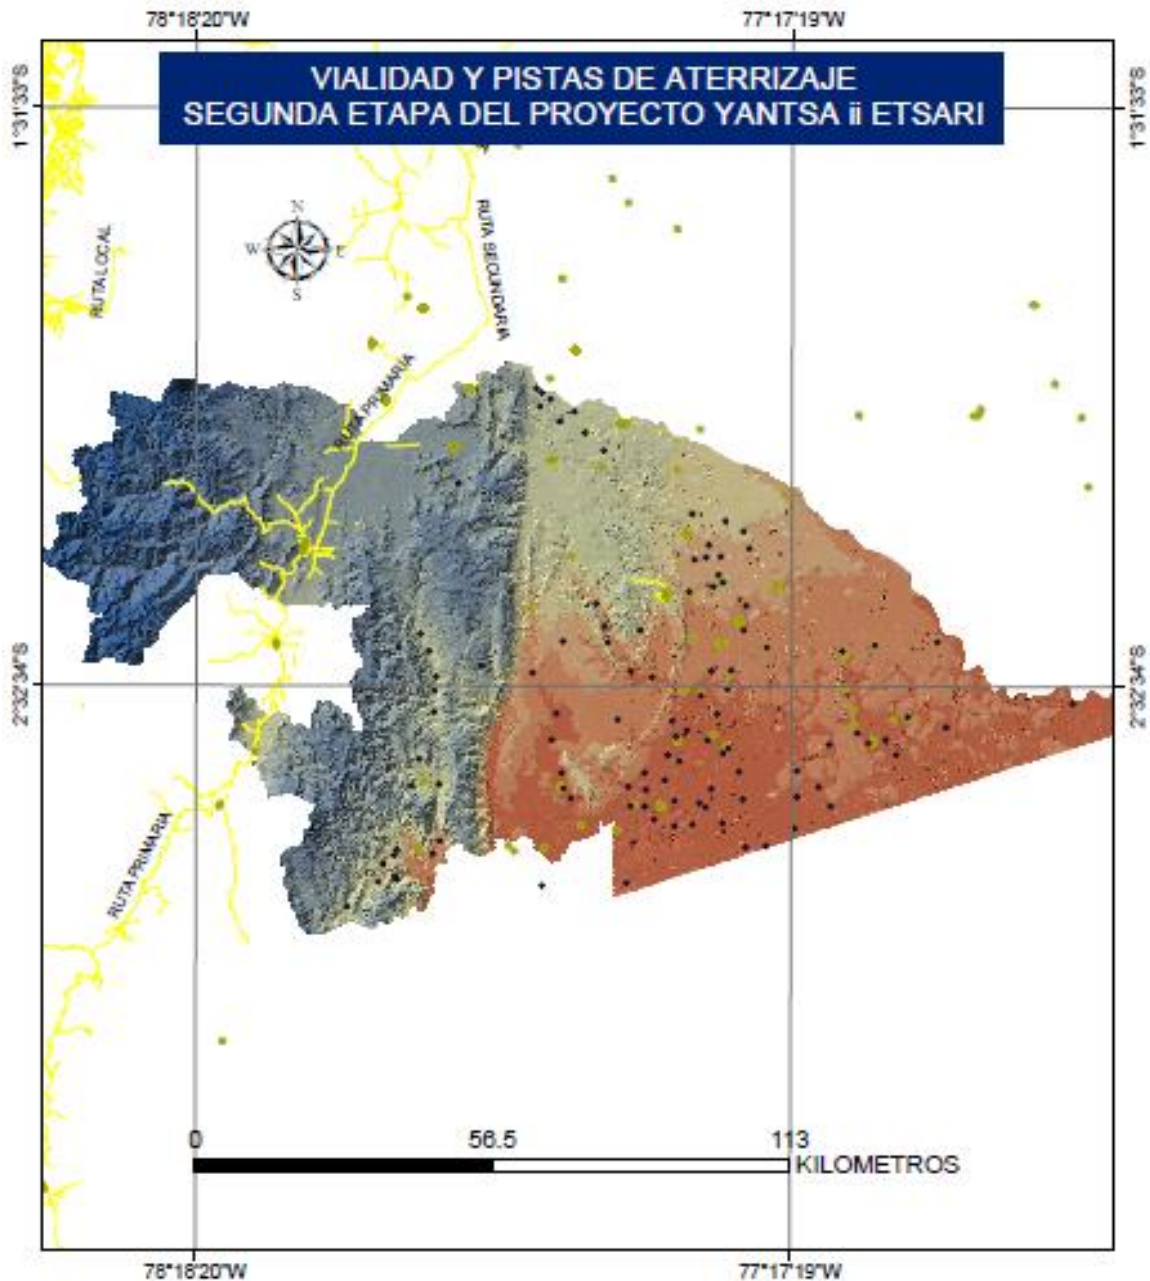 78°18'20"W
77°17'19"W
VIALIDAD Y PISTAS DE ATERRIZAJE
SEGUNDA ETAPA DEL PROYECTO YANTSA ii ETSARI
1°31'33"S
1°31'33"S
RUTA LOCAL
N
W
E
S
RUTA SECUNDARIA
RUTA PRIMARIA
2°32'34"S
2°32'34"S
RUTA PRIMARIA
0
56.5
113
KILOMETROS
78°18'20"W
77°17'19"W